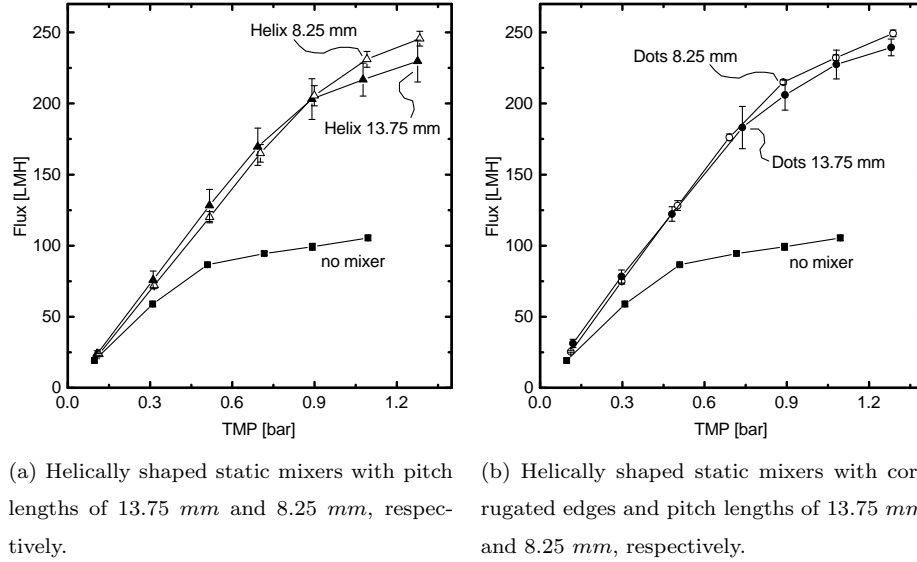 250
200
150
100
50
25
0
Flux [LMH]
Helix 8.25 mm
Helix 13.75 mm
no mixer
0.0 0.3 0.6 0.9 1.2
TMP [bar]
(a) Helically shaped static mixers with pitch
lengths of 13.75 mm and 8.25 mm, respec-
tively.
250
200
150
100
50
25
0
Flux [LMH]
Dots 8.25 mm
Dots 13.75 mm
no mixer
0.0 0.3 0.6 0.9 1.2
TMP [bar]
(b) Helically shaped static mixers with cor-
rugated edges and pitch lengths of 13.75 mm
and 8.25 mm, respectively.